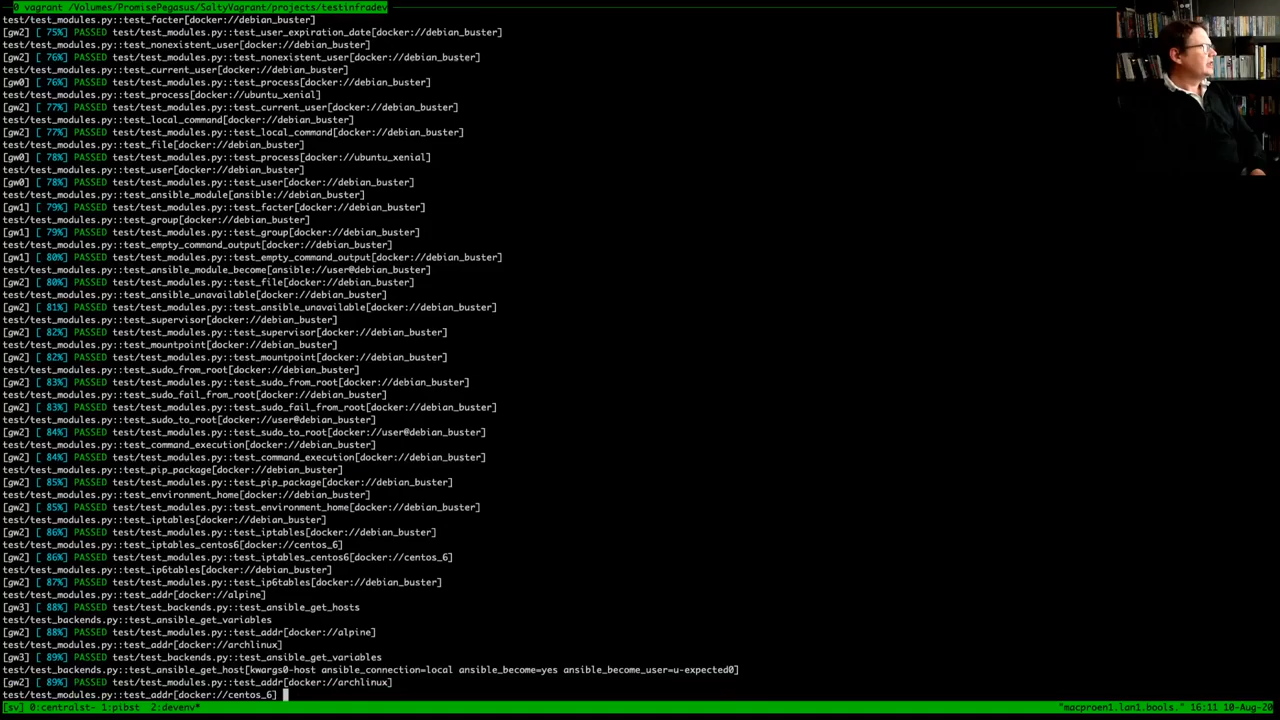 0 vagrant /Volumes/PromisePegasus/SaltyVagrant/projects/testinfradev
test/test_modules.py::test_facter[docker://debian_buster]
[gw2] [ 75%] PASSED test/test_modules.py::test_user_expiration_date[docker://debian_buster]
test/test_modules.py::test_nonexistent_user[docker://debian_buster]
[gw2] [ 76%] PASSED test/test_modules.py::test_nonexistent_user[docker://debian_buster]
test/test_modules.py::test_current_user[docker://debian_buster]
[gw0] [ 76%] PASSED test/test_modules.py::test_process[docker://debian_buster]
test/test_modules.py::test_process[docker://ubuntu_xenial]
[gw2] [ 77%] PASSED test/test_modules.py::test_current_user[docker://debian_buster]
test/test_modules.py::test_local_command[docker://debian_buster]
[gw2] [ 77%] PASSED test/test_modules.py::test_local_command[docker://debian_buster]
test/test_modules.py::test_file[docker://debian_buster]
[gw0] [ 78%] PASSED test/test_modules.py::test_process[docker://ubuntu_xenial]
test/test_modules.py::test_user[docker://debian_buster]
[gw0] [ 78%] PASSED test/test_modules.py::test_user[docker://debian_buster]
test/test_modules.py::test_ansible_module[ansible://debian_buster]
[gw1] [ 79%] PASSED test/test_modules.py::test_facter[docker://debian_buster]
test/test_modules.py::test_group[docker://debian_buster]
[gw1] [ 79%] PASSED test/test_modules.py::test_group[docker://debian_buster]
test/test_modules.py::test_empty_command_output[docker://debian_buster]
[gw1] [ 80%] PASSED test/test_modules.py::test_empty_command_output[docker://debian_buster]
test/test_modules.py::test_ansible_module_become[ansible://user@debian_buster]
[gw2] [ 80%] PASSED test/test_modules.py::test_file[docker://debian_buster]
test/test_modules.py::test_ansible_unavailable[docker://debian_buster]
[gw2] [ 81%] PASSED test/test_modules.py::test_ansible_unavailable[docker://debian_buster]
test/test_modules.py::test_supervisor[docker://debian_buster]
[gw2] [ 82%] PASSED test/test_modules.py::test_supervisor[docker://debian_buster]
test/test_modules.py::test_mountpoint[docker://debian_buster]
[gw2] [ 82%] PASSED test/test_modules.py::test_mountpoint[docker://debian_buster]
test/test_modules.py::test_sudo_from_root[docker://debian_buster]
[gw2] [ 83%] PASSED test/test_modules.py::test_sudo_from_root[docker://debian_buster]
test/test_modules.py::test_sudo_fail_from_root[docker://debian_buster]
[gw2] [ 83%] PASSED test/test_modules.py::test_sudo_fail_from_root[docker://debian_buster]
test/test_modules.py::test_sudo_to_root[docker://user@debian_buster]
[gw2] [ 84%] PASSED test/test_modules.py::test_sudo_to_root[docker://user@debian_buster]
test/test_modules.py::test_command_execution[docker://debian_buster]
[gw2] [ 84%] PASSED test/test_modules.py::test_command_execution[docker://debian_buster]
test/test_modules.py::test_pip_package[docker://debian_buster]
[gw2] [ 85%] PASSED test/test_modules.py::test_pip_package[docker://debian_buster]
test/test_modules.py::test_environment_home[docker://debian_buster]
[gw2] [ 85%] PASSED test/test_modules.py::test_environment_home[docker://debian_buster]
test/test_modules.py::test_iptables[docker://debian_buster]
[gw2] [ 86%] PASSED test/test_modules.py::test_iptables[docker://debian_buster]
test/test_modules.py::test_iptables_centos6[docker://centos_6]
[gw2] [ 86%] PASSED test/test_modules.py::test_iptables_centos6[docker://centos_6]
test/test_modules.py::test_ip6tables[docker://debian_buster]
[gw2] [ 87%] PASSED test/test_modules.py::test_ip6tables[docker://debian_buster]
test/test_modules.py::test_addr[docker://alpine]
[gw3] [ 88%] PASSED test/test_backends.py::test_ansible_get_hosts
test/test_backends.py::test_ansible_get_variables
[gw2] [ 88%] PASSED test/test_modules.py::test_addr[docker://alpine]
test/test_modules.py::test_addr[docker://archlinux]
[gw3] [ 89%] PASSED test/test_backends.py::test_ansible_get_variables
test/test_backends.py::test_ansible_get_host[kwargs0-host ansible_connection=local ansible_become=yes ansible_become_user=u-expected0]
[gw2] [ 89%] PASSED test/test_modules.py::test_addr[docker://archlinux]
test/test_modules.py::test_addr[docker://centos_6]
[sv] 0:centralst- 1:pibst 2:devenv* "macproen1.lan1.bools." 16:11 10-Aug-20